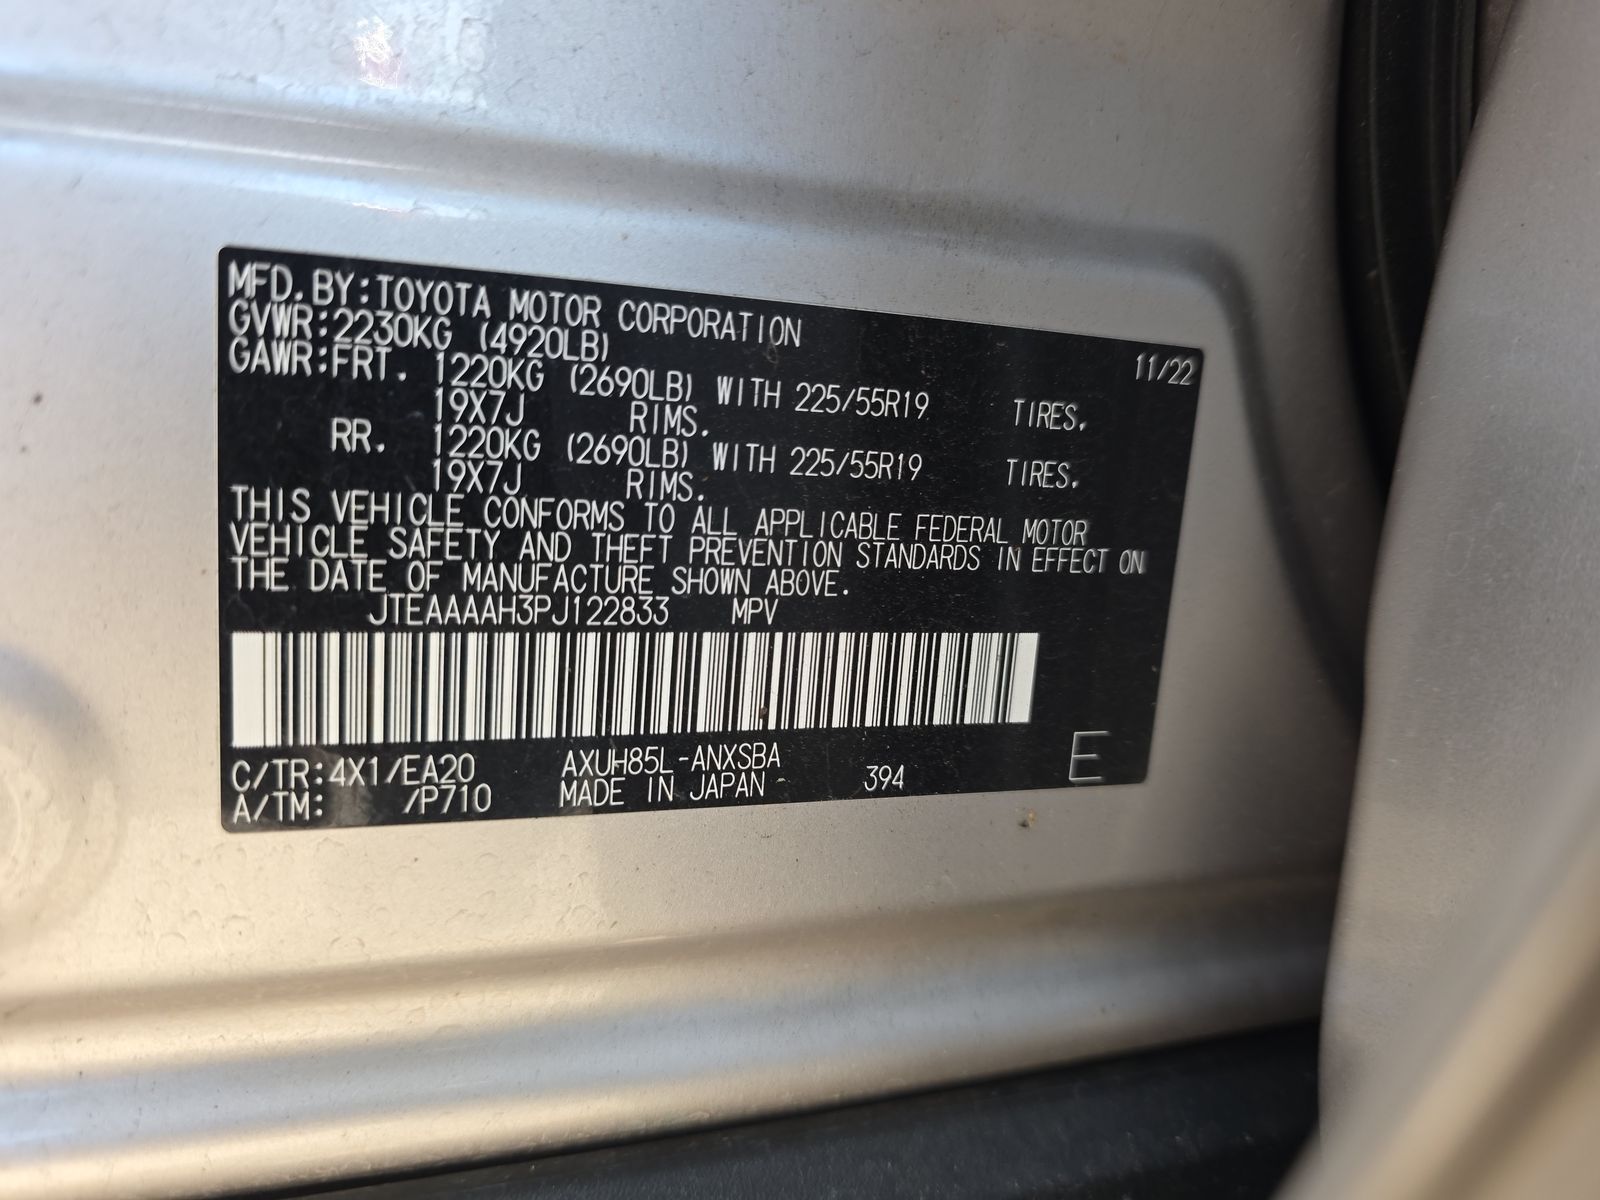 MFD. BY:TOYOTA MOTOR CORPORATION 11/22
GVWR:2230KG (4920LB)
GAWR:FRT. 1220KG (2690LB) WITH 225/55R19 TIRES,
19X7J RIMS.
RR. 1220KG (2690LB) WITH 225/55R19 TIRES,
19X7J RIMS.
THIS VEHICLE CONFORMS TO ALL APPLICABLE FEDERAL MOTOR
VEHICLE SAFETY AND THEFT PREVENTION STANDARDS IN EFFECT ON
THE DATE OF MANUFACTURE SHOWN ABOVE.
JTEAAAAH3PJ122833 MPV
C/TR:4X1/EA20 AXUH85L-ANXSBA
A/TM: /P710 MADE IN JAPAN 394 E